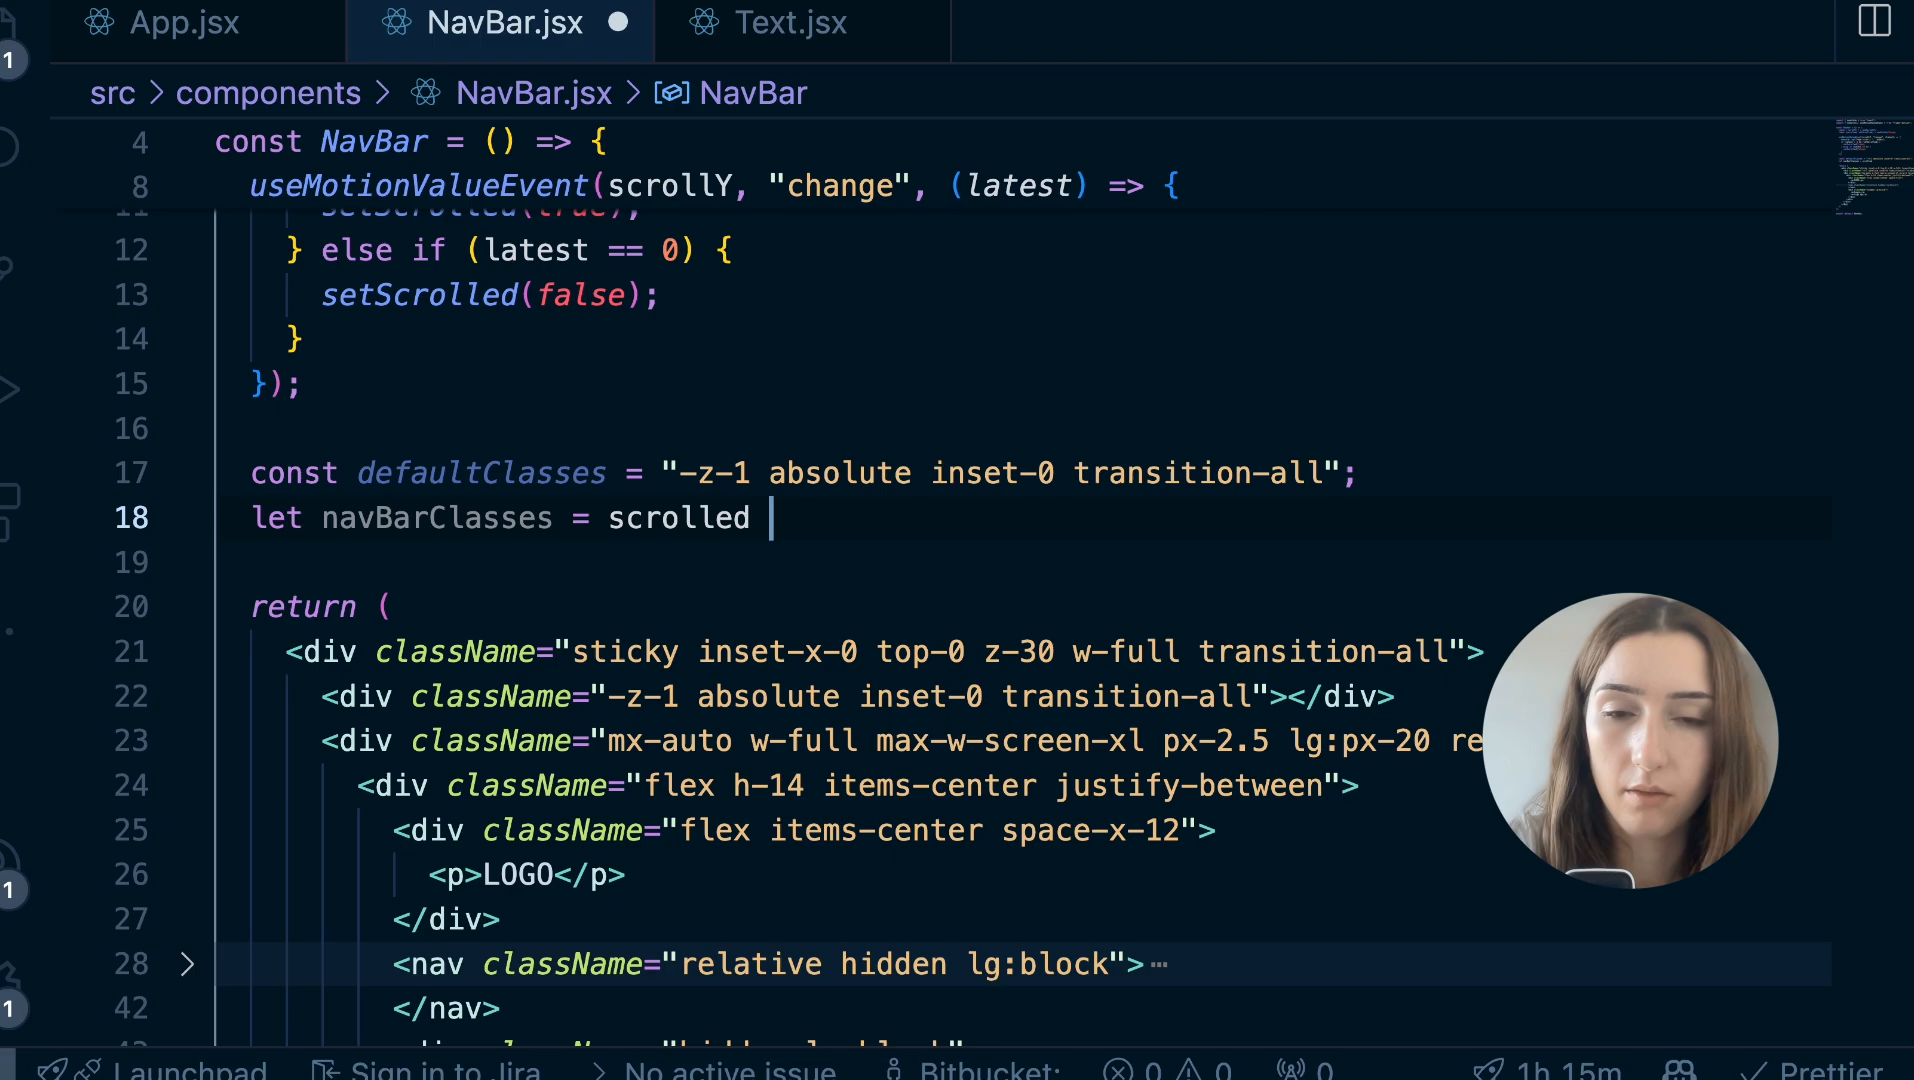 App.jsx NavBar.jsx Text.jsx
1
src > components > NavBar.jsx > NavBar
4 const NavBar = () => {
8 useMotionValueEvent(scrollY, "change", (latest) => {
11 setScrolled(true);
12 } else if (latest == 0) {
13 setScrolled(false);
14 }
15 });
16
17 const defaultClasses = "-z-1 absolute inset-0 transition-all";
18 let navBarClasses = scrolled
19
20 return (
21 <div className="sticky inset-x-0 top-0 z-30 w-full transition-all">
22 <div className="-z-1 absolute inset-0 transition-all"></div>
23 <div className="mx-auto w-full max-w-screen-xl px-2.5 lg:px-20 re
24 <div className="flex h-14 items-center justify-between">
25 <div className="flex items-center space-x-12">
26 <p>LOGO</p>
1
27 </div>
28 <nav className="relative hidden lg:block"> ⋯
42 </nav>
1
Launchpad Sign in to Jira No active issue Bitbucket: 0 0 0 1h 15m Prettier